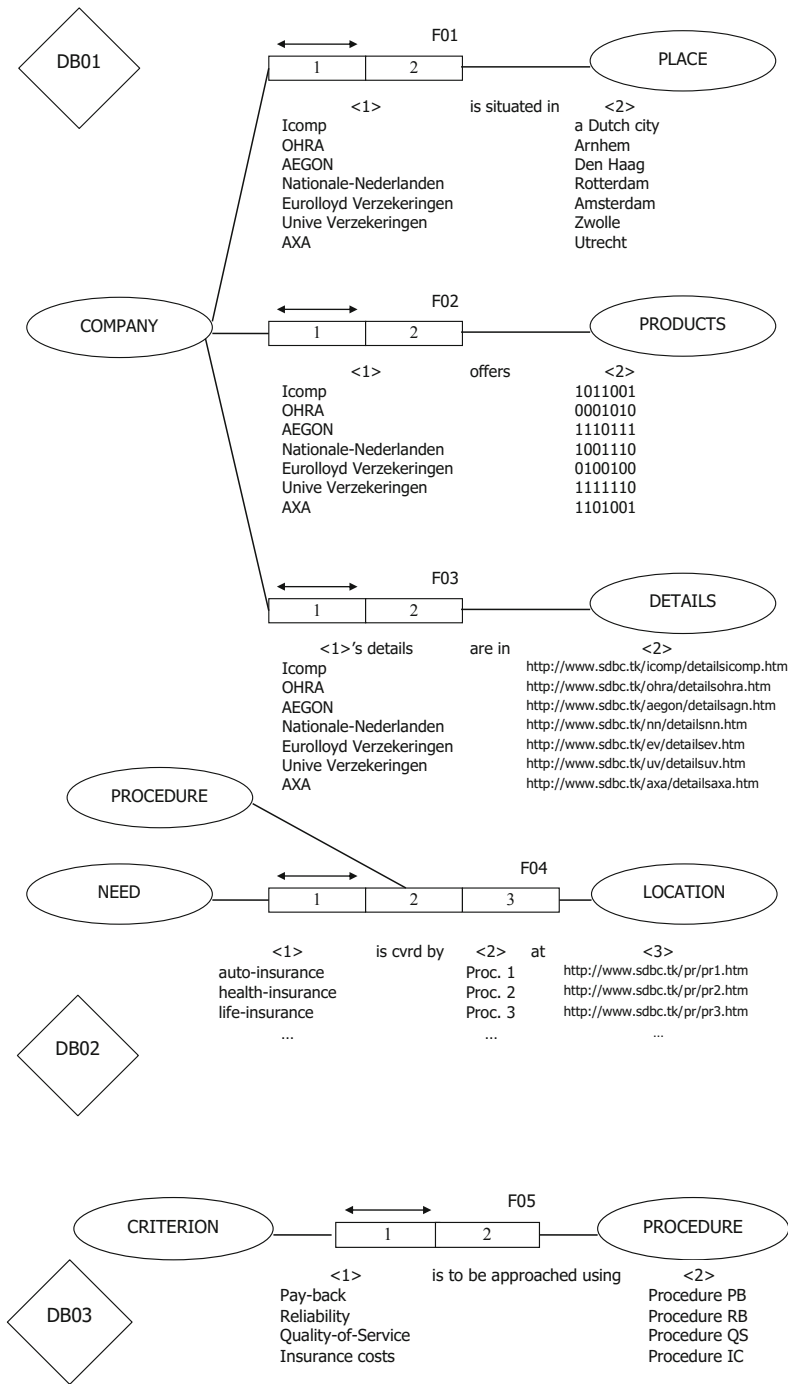 F01
DB01
PLACE
1 2
<1> is situated in <2>
Icomp a Dutch city
OHRA Arnhem
AEGON Den Haag
Nationale-Nederlanden Rotterdam
Eurolloyd Verzekeringen Amsterdam
Unive Verzekeringen Zwolle
AXA Utrecht
F02
COMPANY
PRODUCTS
1 2
<1> offers <2>
Icomp 1011001
OHRA 0001010
AEGON 1110111
Nationale-Nederlanden 1001110
Eurolloyd Verzekeringen 0100100
Unive Verzekeringen 1111110
AXA 1101001
F03
DETAILS
1 2
<1>'s details are in <2>
Icomp http://www.sdbc.tk/icomp/detailsicomp.htm
OHRA http://www.sdbc.tk/ohra/detailsohra.htm
AEGON http://www.sdbc.tk/aegon/detailsagn.htm
Nationale-Nederlanden http://www.sdbc.tk/nn/detailsnn.htm
Eurolloyd Verzekeringen http://www.sdbc.tk/ev/detailsev.htm
Unive Verzekeringen http://www.sdbc.tk/uv/detailsuv.htm
AXA http://www.sdbc.tk/axa/detailsaxa.htm
PROCEDURE
F04
NEED
LOCATION
1 2 3
<1> is cvrd by <2> at <3>
auto-insurance Proc. 1 http://www.sdbc.tk/pr/pr1.htm
health-insurance Proc. 2 http://www.sdbc.tk/pr/pr2.htm
life-insurance Proc. 3 http://www.sdbc.tk/pr/pr3.htm
... ... ...
DB02
F05
CRITERION
PROCEDURE
1 2
<1> is to be approached using <2>
Pay-back Procedure PB
Reliability Procedure RB
Quality-of-Service Procedure QS
Insurance costs Procedure IC
DB03